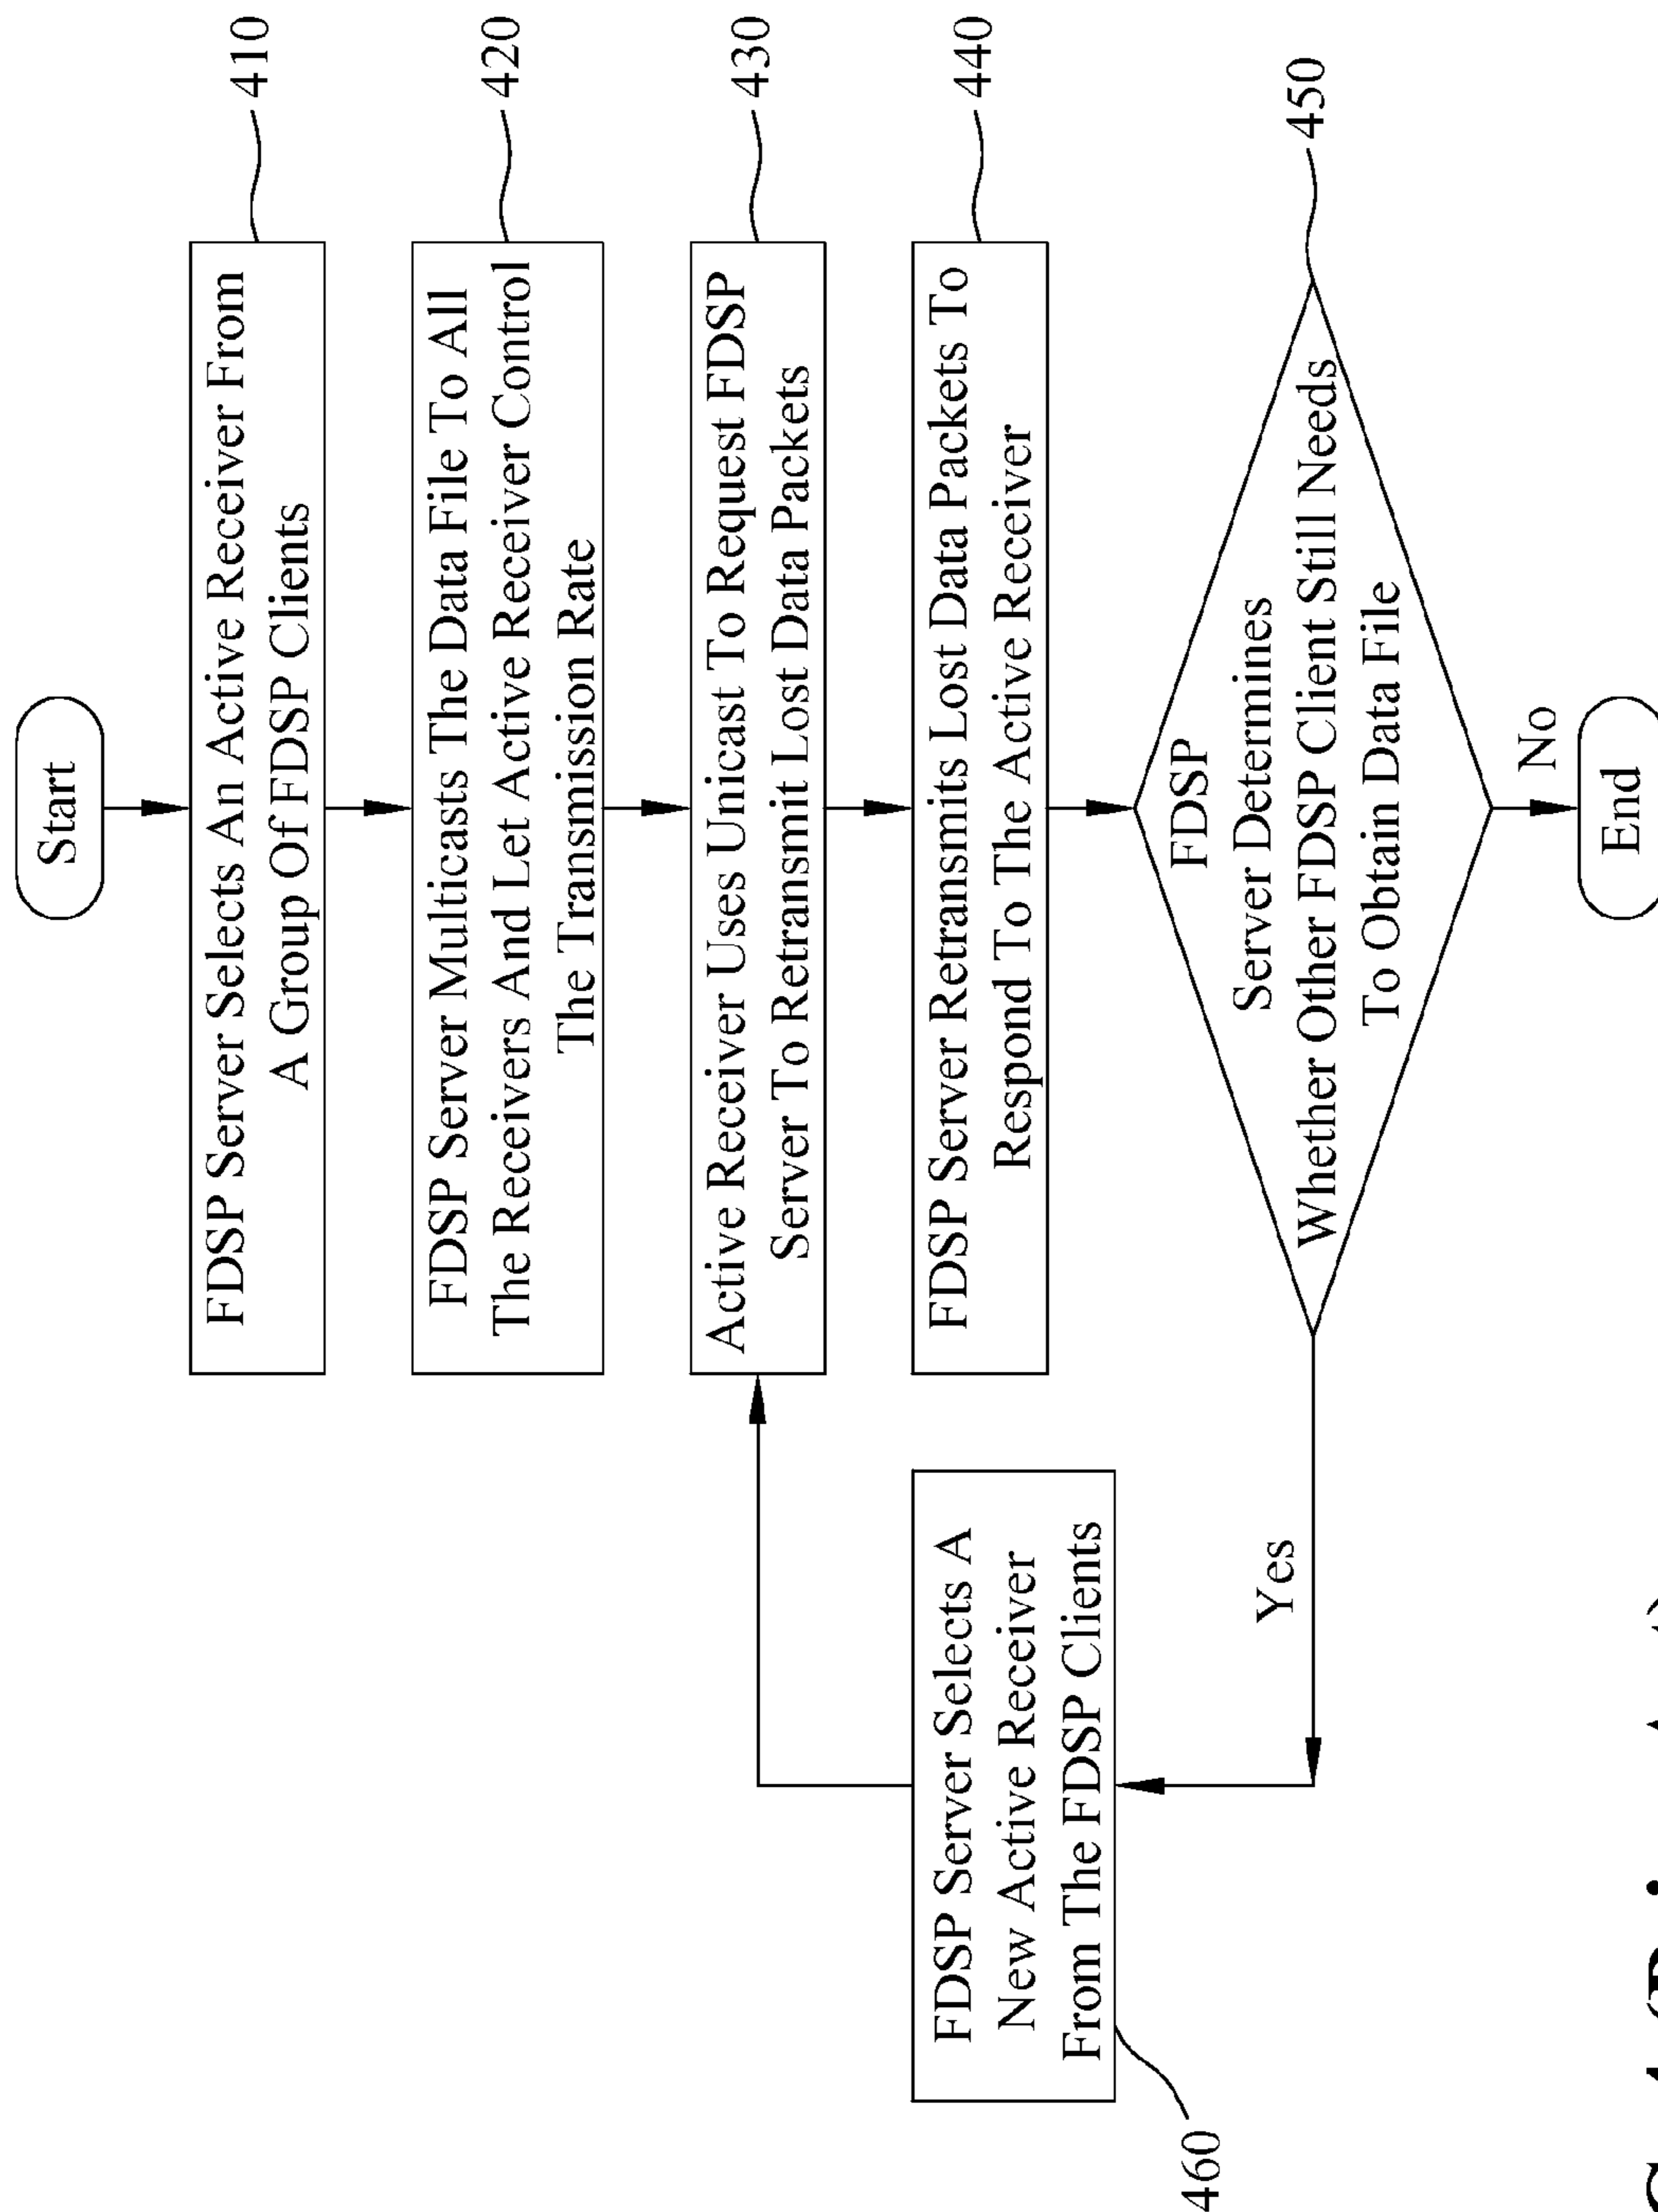 Start
FDSP Server Selects An Active Receiver From
A Group Of FDSP Clients
410
FDSP Server Multicasts The Data File To All
The Receivers And Let Active Receiver Control
The Transmission Rate
420
Active Receiver Uses Unicast To Request FDSP
Server To Retransmit Lost Data Packets
430
FDSP Server Retransmits Lost Data Packets To
Respond To The Active Receiver
440
FDSP
Server Determines
Whether Other FDSP Client Still Needs
To Obtain Data File
450
Yes
FDSP Server Selects A
New Active Receiver
From The FDSP Clients
460
No
End